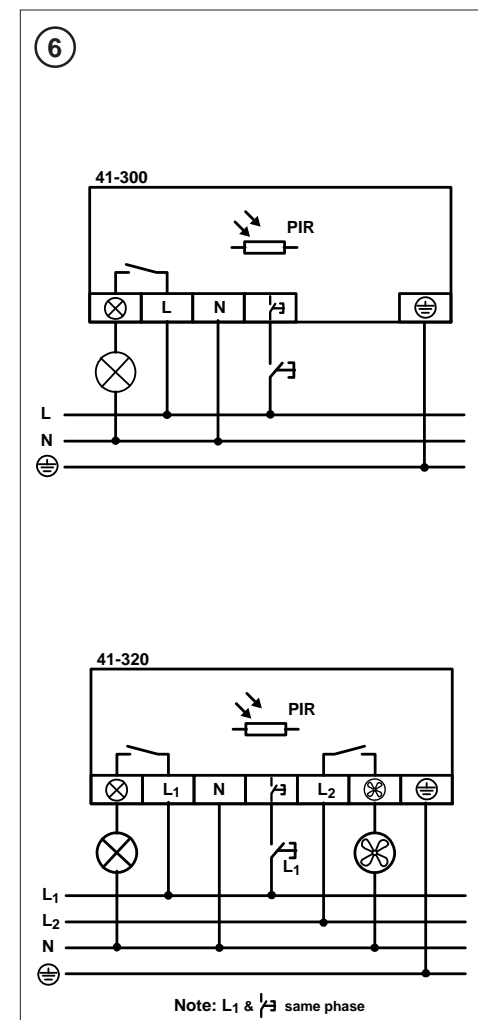 6
41-300
PIR
L N
L
N
41-320
PIR
L1 N L2
L1
L1
L2
N
Note: L1 & same phase